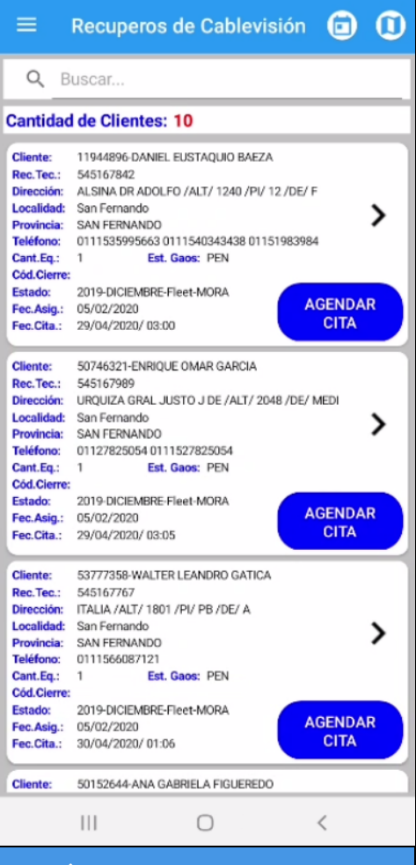 Recuperos de Cablevisión
Buscar...
Cantidad de Clientes: 10
Cliente: 11944896-DANIEL EUSTAQUIO BAEZA
Rec.Tec.: 545167842
Dirección: ALSINA DR ADOLFO /ALT/ 1240 /PI/ 12 /DE/ F
Localidad: San Fernando
Provincia: SAN FERNANDO
Teléfono: 0111535995663 0111540343438 01151983984
Cant.Eq.: 1 Est. Gaos: PEN
Cód.Cierre:
Estado: 2019-DICIEMBRE-Fleet-MORA
Fec.Asig.: 05/02/2020
Fec.Cita.: 29/04/2020/ 03:00
AGENDAR
CITA
Cliente: 50746321-ENRIQUE OMAR GARCIA
Rec.Tec.: 545167989
Dirección: URQUIZA GRAL JUSTO J DE /ALT/ 2048 /DE/ MEDI
Localidad: San Fernando
Provincia: SAN FERNANDO
Teléfono: 01127825054 0111527825054
Cant.Eq.: 1 Est. Gaos: PEN
Cód.Cierre:
Estado: 2019-DICIEMBRE-Fleet-MORA
Fec.Asig.: 05/02/2020
Fec.Cita.: 29/04/2020/ 03:05
AGENDAR
CITA
Cliente: 53777358-WALTER LEANDRO GATICA
Rec.Tec.: 545167767
Dirección: ITALIA /ALT/ 1801 /PI/ PB /DE/ A
Localidad: San Fernando
Provincia: SAN FERNANDO
Teléfono: 0111566087121
Cant.Eq.: 1 Est. Gaos: PEN
Cód.Cierre:
Estado: 2019-DICIEMBRE-Fleet-MORA
Fec.Asig.: 05/02/2020
Fec.Cita.: 30/04/2020/ 01:06
AGENDAR
CITA
Cliente: 50152644-ANA GABRIELA FIGUEREDO